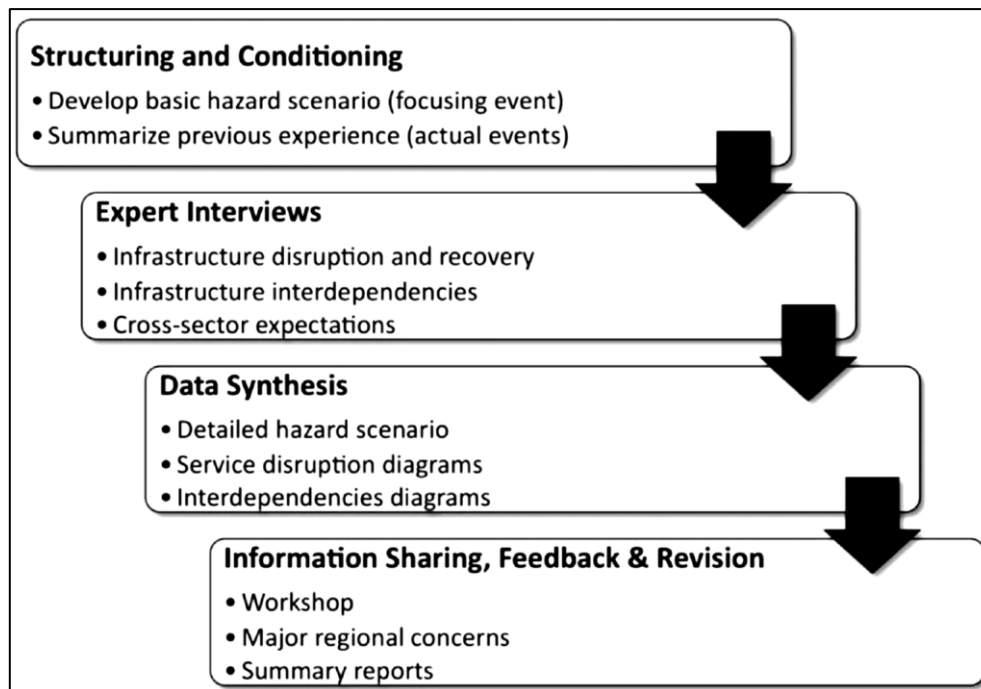 Structuring and Conditioning
• Develop basic hazard scenario (focusing event)
• Summarize previous experience (actual events)
Expert Interviews
• Infrastructure disruption and recovery
• Infrastructure interdependencies
• Cross-sector expectations
Data Synthesis
• Detailed hazard scenario
• Service disruption diagrams
• Interdependencies diagrams
Information Sharing, Feedback & Revision
• Workshop
• Major regional concerns
• Summary reports